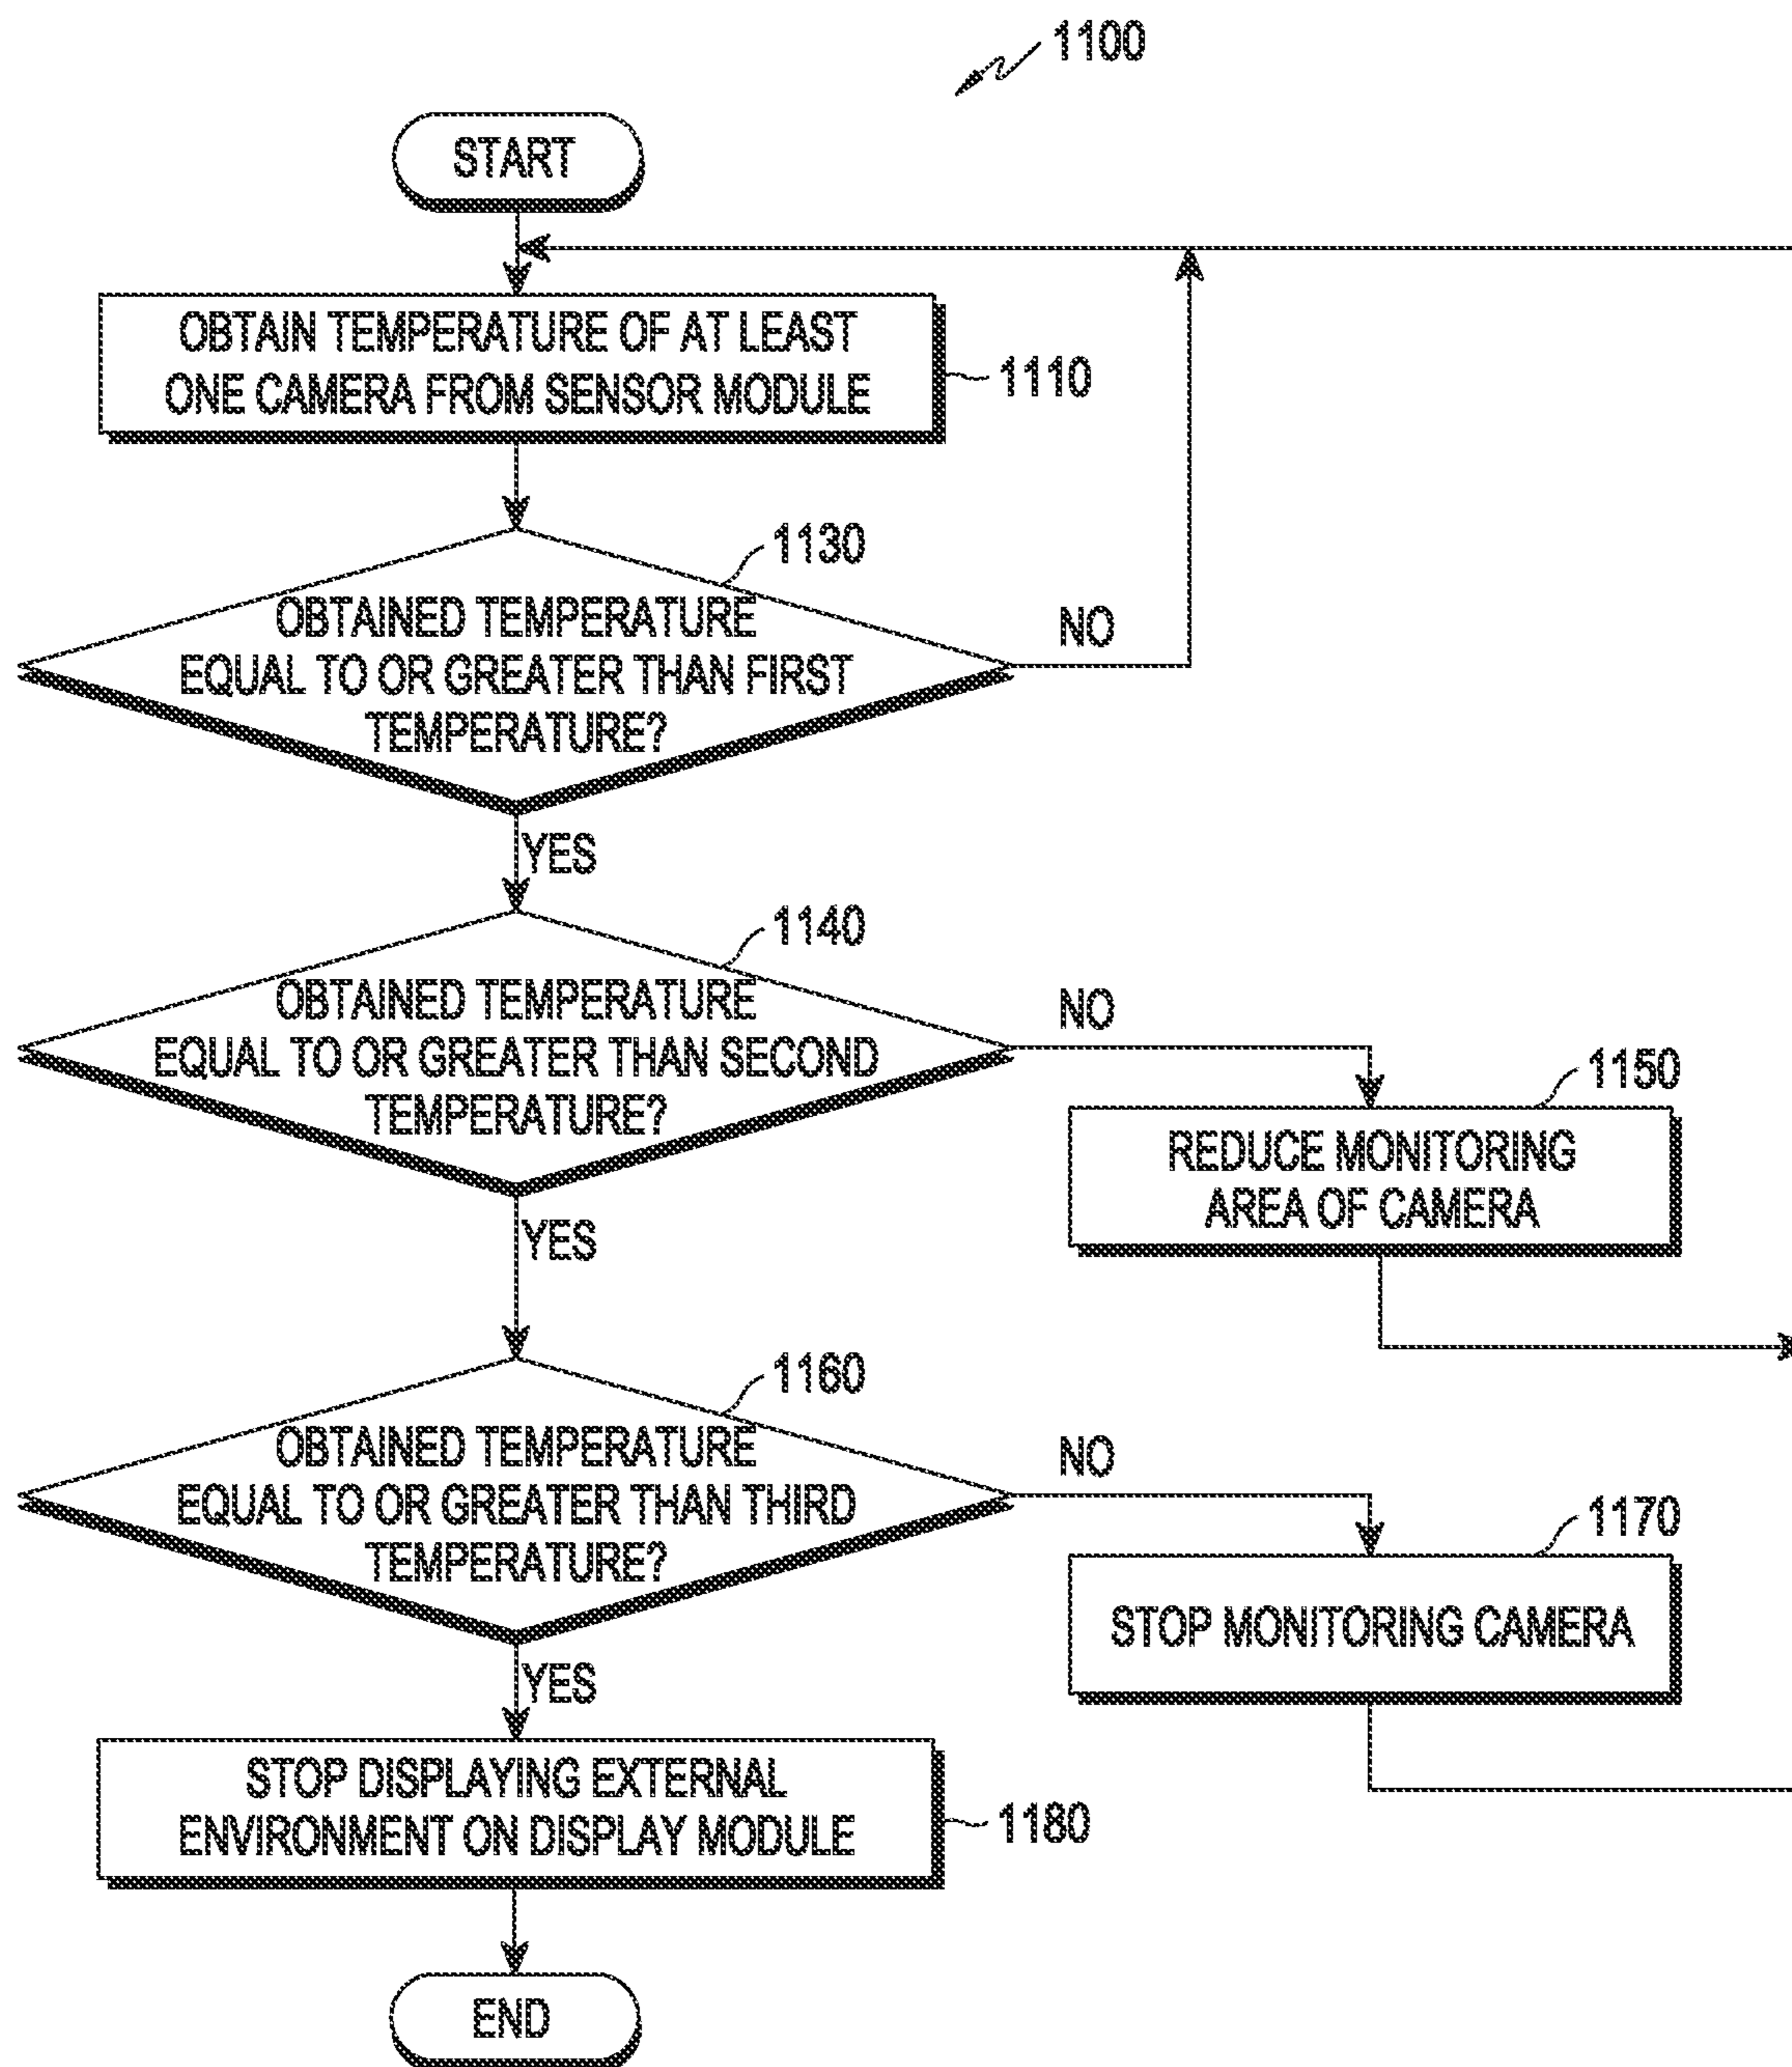 1100
START
OBTAIN TEMPERATURE OF AT LEAST
ONE CAMERA FROM SENSOR MODULE
1110
1130
OBTAINED TEMPERATURE
EQUAL TO OR GREATER THAN FIRST
TEMPERATURE?
NO
YES
1140
OBTAINED TEMPERATURE
EQUAL TO OR GREATER THAN SECOND
TEMPERATURE?
NO
1150
REDUCE MONITORING
AREA OF CAMERA
YES
1160
OBTAINED TEMPERATURE
EQUAL TO OR GREATER THAN THIRD
TEMPERATURE?
NO
1170
STOP MONITORING CAMERA
YES
STOP DISPLAYING EXTERNAL
ENVIRONMENT ON DISPLAY MODULE
1180
END